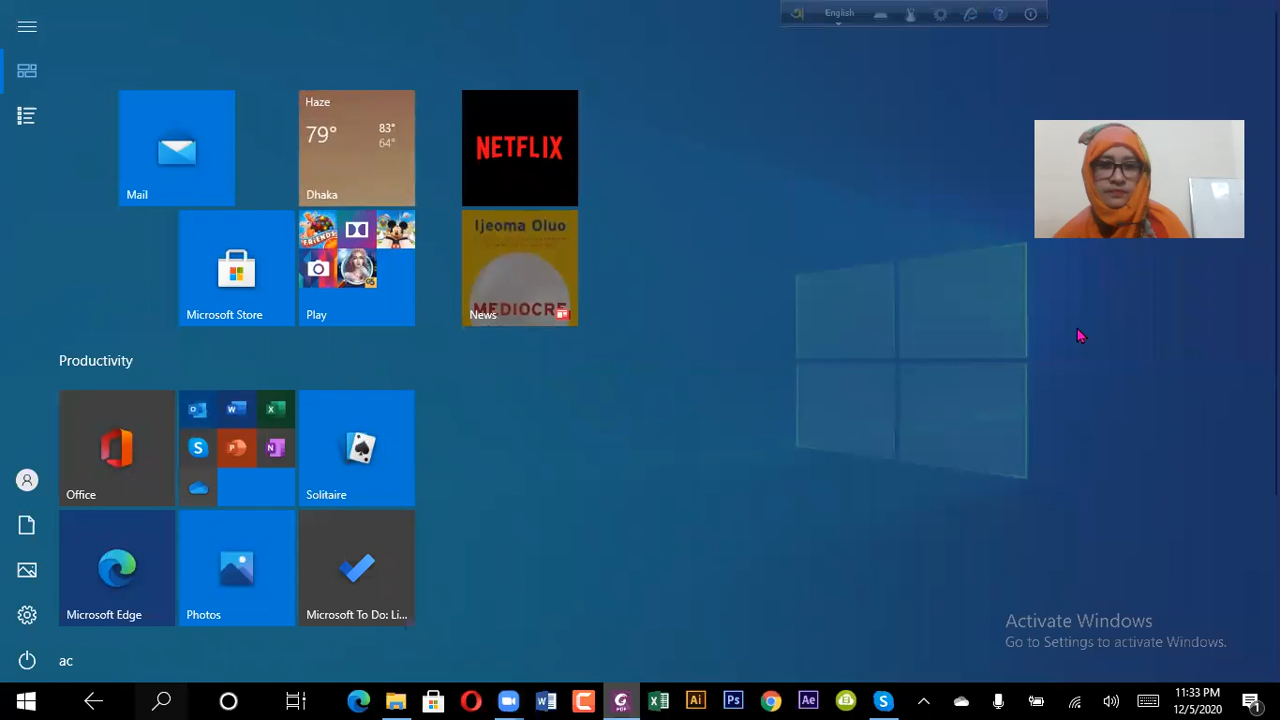 English
Haze
79°
83°
64°
Dhaka
Mail
NETFLIX
Microsoft Store
FRIENDS
Play
Ijeoma Oluo
MEDIOCRE
News
Productivity
Office
Solitaire
Microsoft Edge
Photos
Microsoft To Do: Li...
ac
Activate Windows
Go to Settings to activate Windows.
11:33 PM
12/5/2020